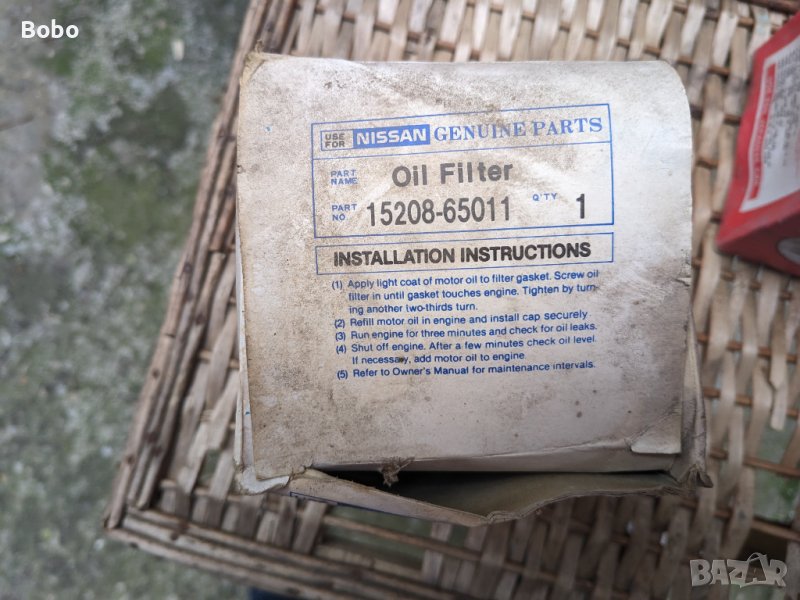 Bobo
USE FOR NISSAN GENUINE PARTS
PART NAME Oil Filter
PART NO. 15208-65011 Q'TY 1
INSTALLATION INSTRUCTIONS
(1) Apply light coat of motor oil to filter gasket. Screw oil
filter in until gasket touches engine. Tighten by turn-
ing another two-thirds turn.
(2) Refill motor oil in engine and install cap securely
(3) Run engine for three minutes and check for oil leaks.
(4) Shut off engine. After a few minutes check oil level.
If necessary, add motor oil to engine
(5) Refer to Owner's Manual for maintenance intervals.
BAZAR